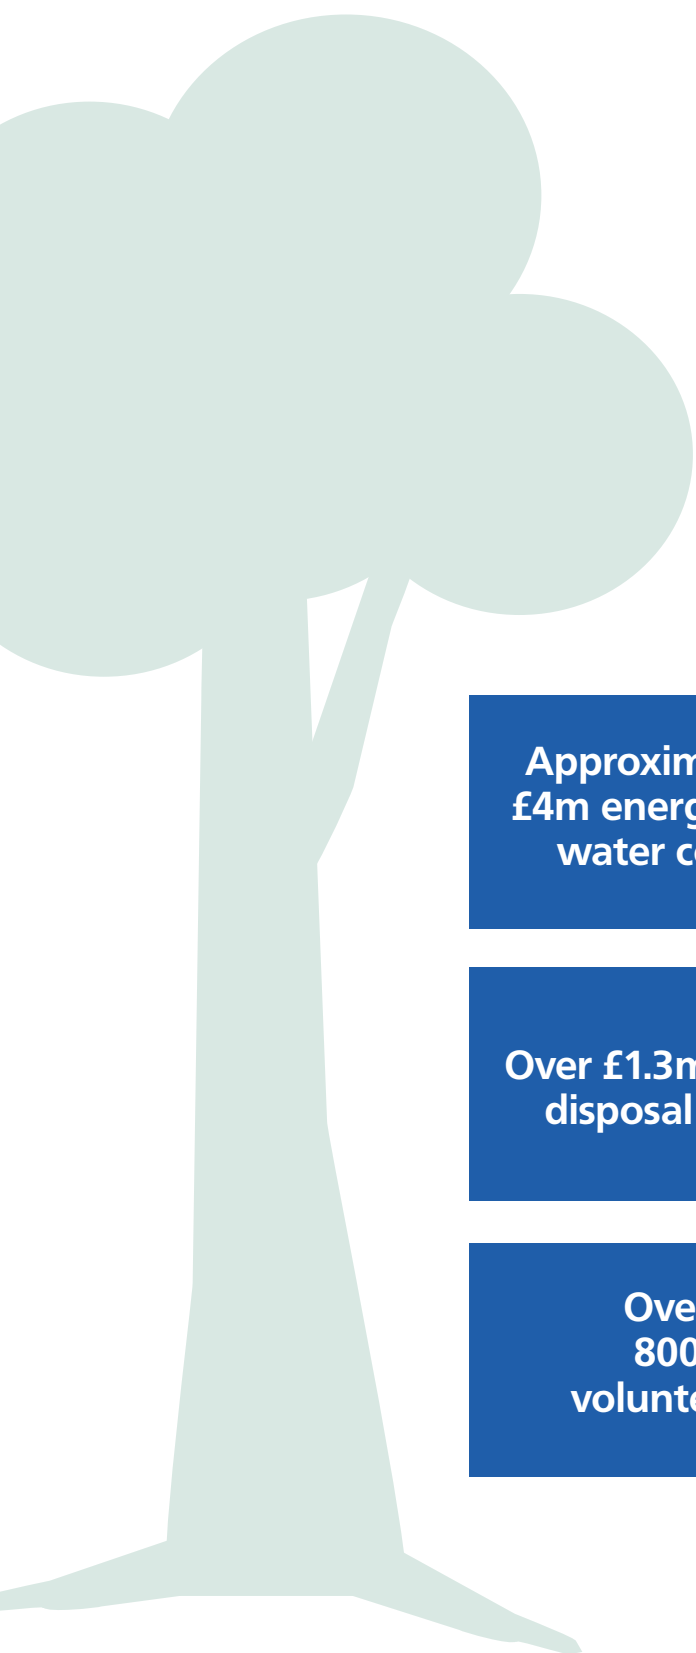 Approxim
£4m energ
water c
Over £1.3m
disposal
Ove
800
volunte